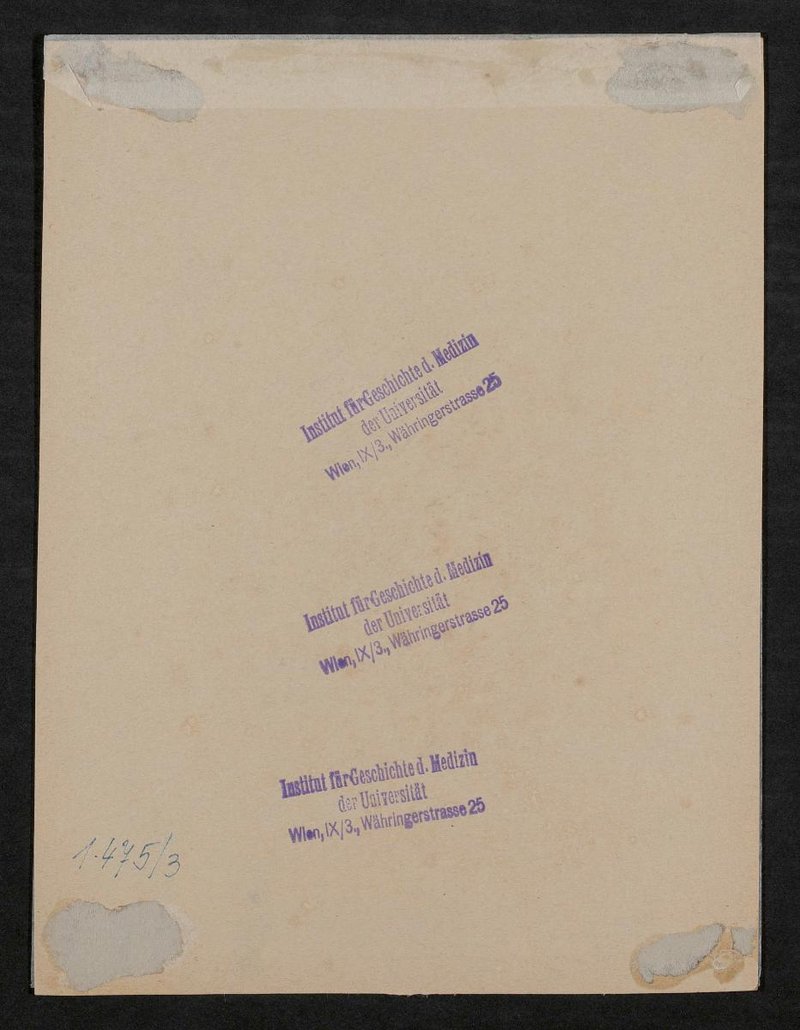 Institut für Geschichte d. Medizin
der Universität
Wien, IX/3., Währingerstrasse 25
Institut für Geschichte d. Medizin
der Universität
Wien, IX/3., Währingerstrasse 25
Institut für Geschichte d. Medizin
der Universität
Wien, IX/3., Währingerstrasse 25
1.475/3